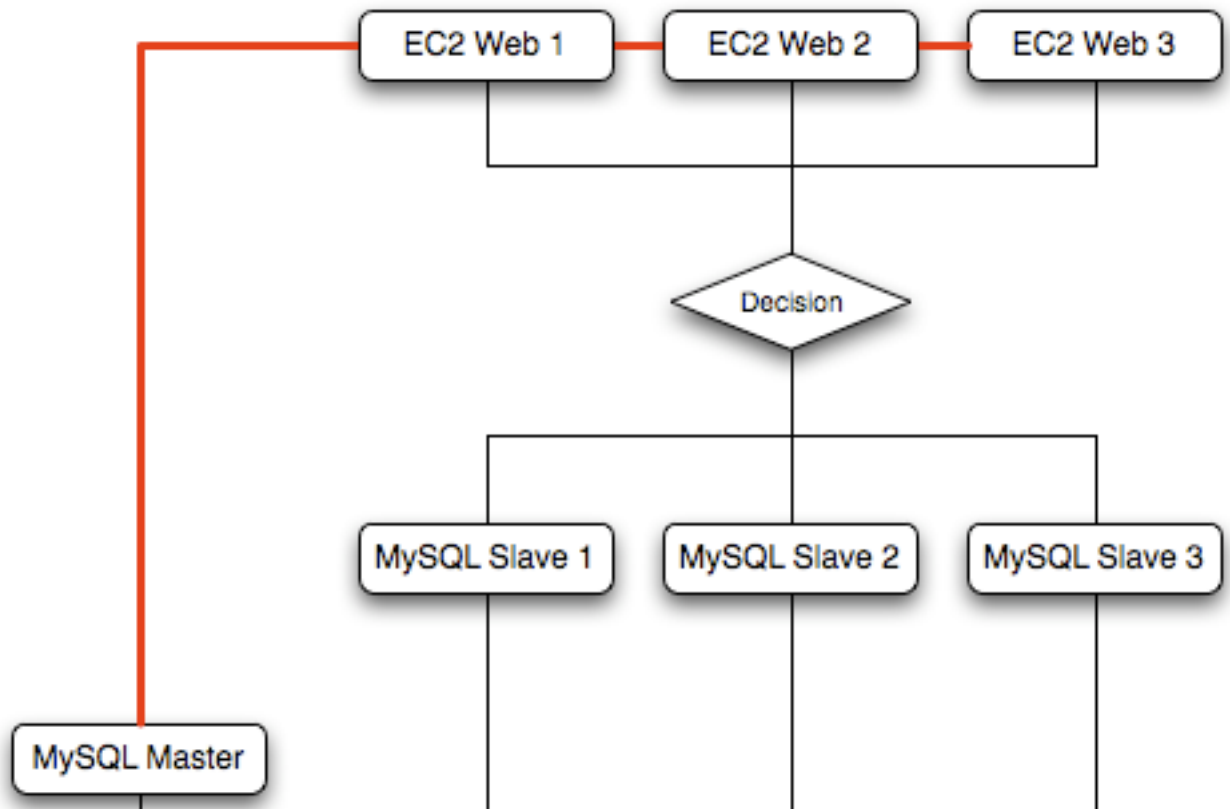 EC2 Web 1
EC2 Web 2
EC2 Web 3
Decision
MySQL Slave 1
MySQL Slave 2
MySQL Slave 3
MySQL Master